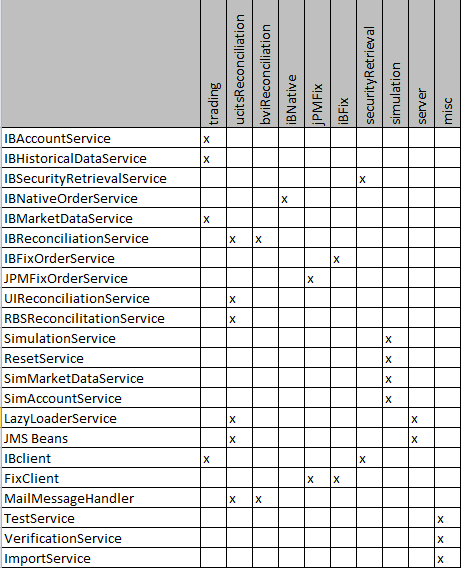 trading uctsReconciliation bviReconciliation iBNative jPMFix iBFix securityRetrieval simulation server misc
IBAccountService x
IBHistoricalDataService x
IBSecurityRetrievalService x
IBNativeOrderService x
IBMarketDataService x
IBReconciliationService x x
IBFixOrderService x
JPMFixOrderService x
UIReconciliationService x
RBSReconcilitationService x
SimulationService x
ResetService x
SimMarketDataService x
SimAccountService x
LazyLoaderService x x
JMS Beans x x
IBclient x x
FixClient x x
MailMessageHandler x x
TestService x
VerificationService x
ImportService x